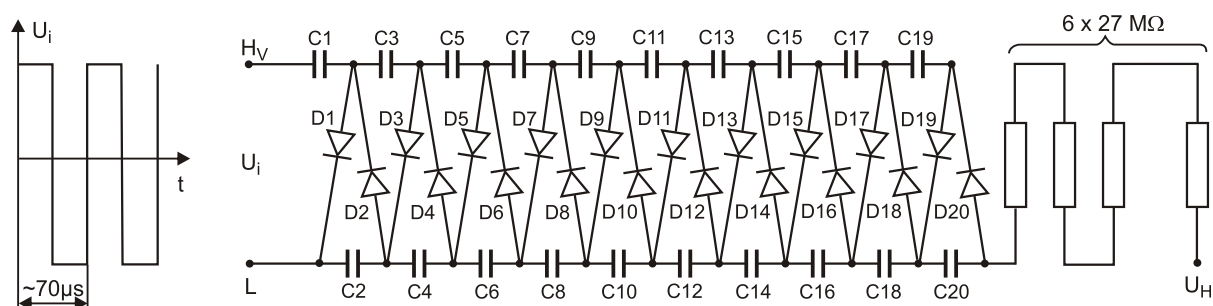 Ui
t
~70µs
HV
Ui
L
C1 C3 C5 C7 C9 C11 C13 C15 C17 C19
D1 D3 D5 D7 D9 D11 D13 D15 D17 D19
D2 D4 D6 D8 D10 D12 D14 D16 D18 D20
C2 C4 C6 C8 C10 C12 C14 C16 C18 C20
6 x 27 MΩ
UH